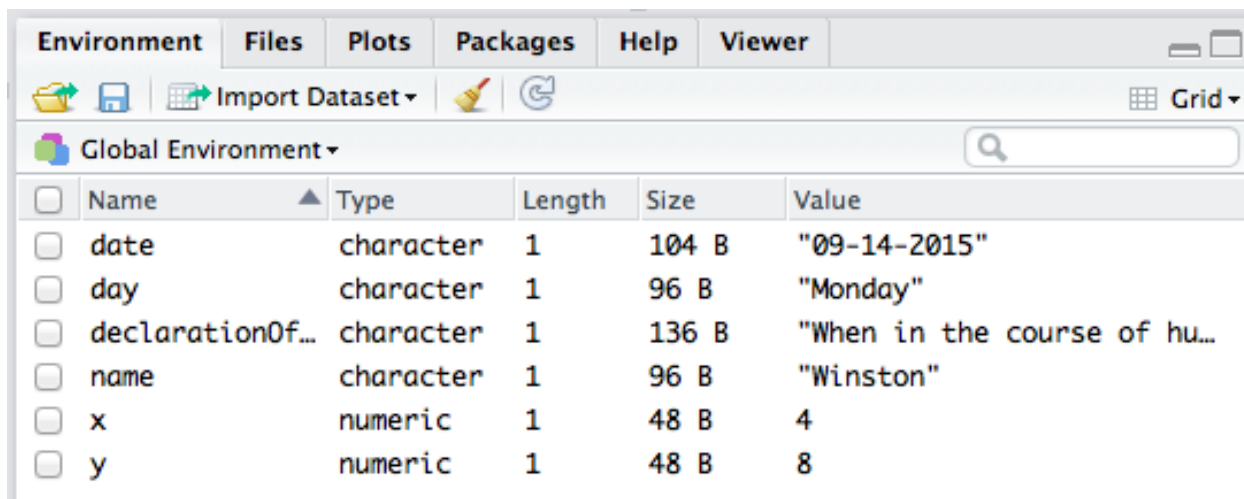 Environment Files Plots Packages Help Viewer
Import Dataset Grid
Global Environment
Name Type Length Size Value
date character 1 104 B "09-14-2015"
day character 1 96 B "Monday"
declarationOf… character 1 136 B "When in the course of hu…
name character 1 96 B "Winston"
x numeric 1 48 B 4
y numeric 1 48 B 8